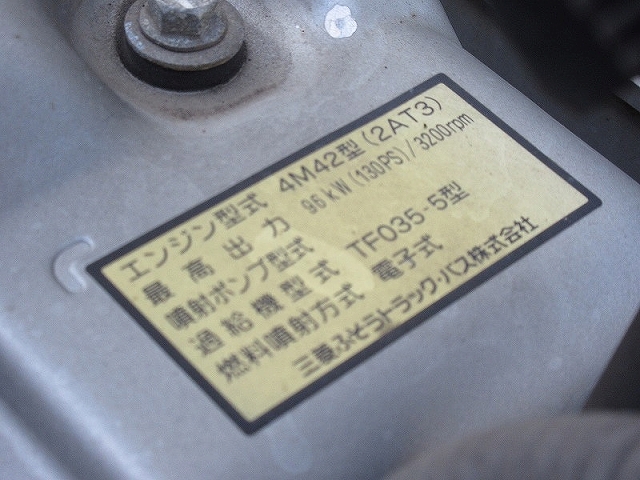 エンジン型式 4M42型(2AT3)
最高出力 96kW(130PS)/3200rpm
噴射ポンプ型式
過給機型式 TF035-5型
燃料噴射方式 電子式
三菱ふそうトラック・バス株式会社